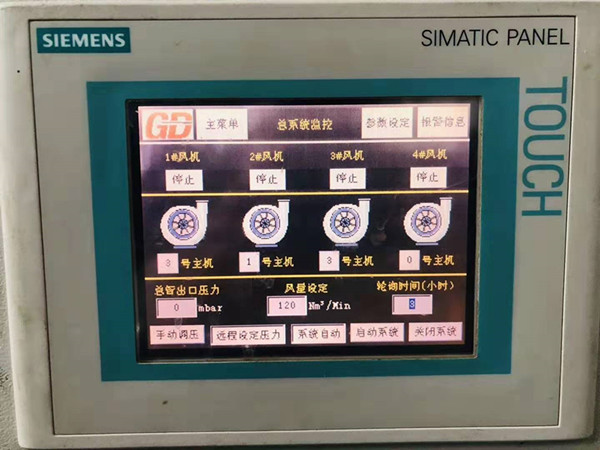 SIEMENS
SIMATIC PANEL
TOUCH
GD 主菜单 总系统监控 参数设定 报警信息
1#风机 2#风机 3#风机 4#风机
停止 停止 停止 停止
3 号主机 1 号主机 3 号主机 0 号主机
总管出口压力 风量设定 轮询时间(小时)
0 mbar 120 Nm³/Min 8
手动调压 远程设定压力 系统自动 启动系统 关闭系统